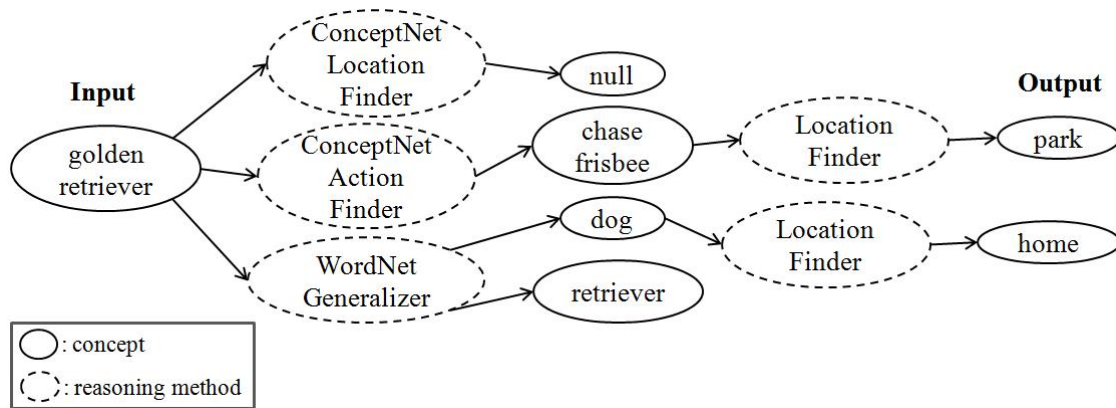 Input
golden
retriever
ConceptNet
Location
Finder
null
ConceptNet
Action
Finder
chase
frisbee
Location
Finder
Output
park
WordNet
Generalizer
dog
retriever
Location
Finder
home
: concept
: reasoning method